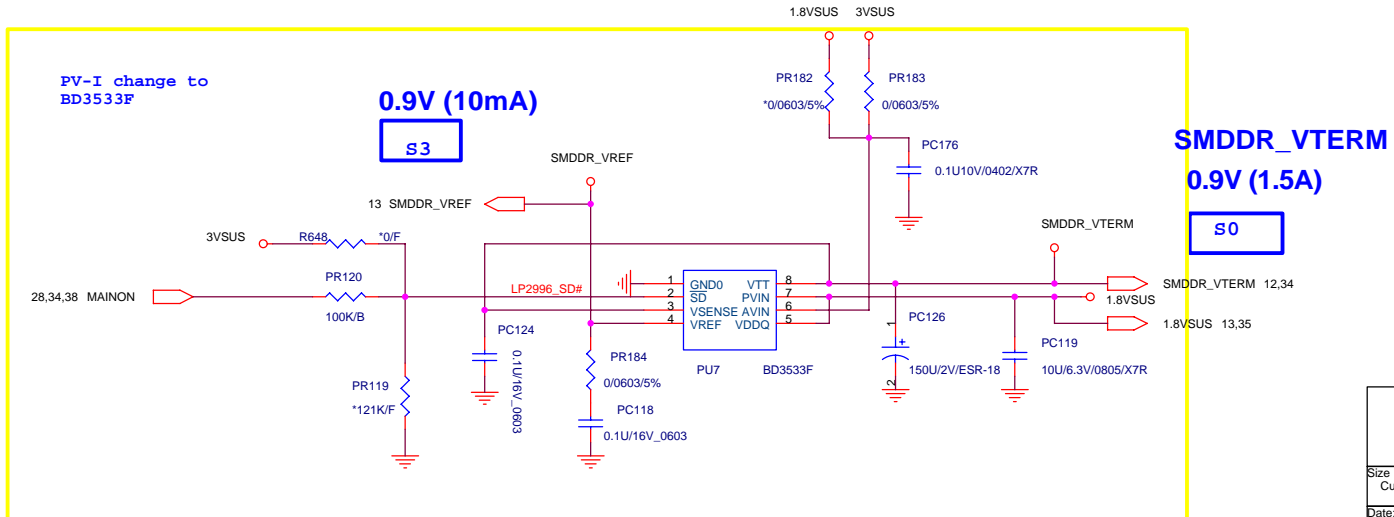 1.8VSUS 3VSUS
PV-I change to
BD3533F
0.9V (10mA)
S3
PR182
*0/0603/5%
PR183
0/0603/5%
PC176
0.1U10V/0402/X7R
SMDDR_VTERM
0.9V (1.5A)
S0
SMDDR_VREF
13 SMDDR_VREF
3VSUS
R648
*0/F
PR120
100K/B
28,34,38 MAINON
LP2996_SD#
1 GND0 VTT 8
2 SD PVIN 7
3 VSENSE AVIN 6
4 VREF VDDQ 5
PU7
BD3533F
SMDDR_VTERM
SMDDR_VTERM 12,34
1.8VSUS
1.8VSUS 13,35
PC124
0.1U/16V_0603
PR184
0/0603/5%
PC118
0.1U/16V_0603
PR119
*121K/F
PC126
1
+
150U/2V/ESR-18
2
PC119
10U/6.3V/0805/X7R
Size
Cu
Date: